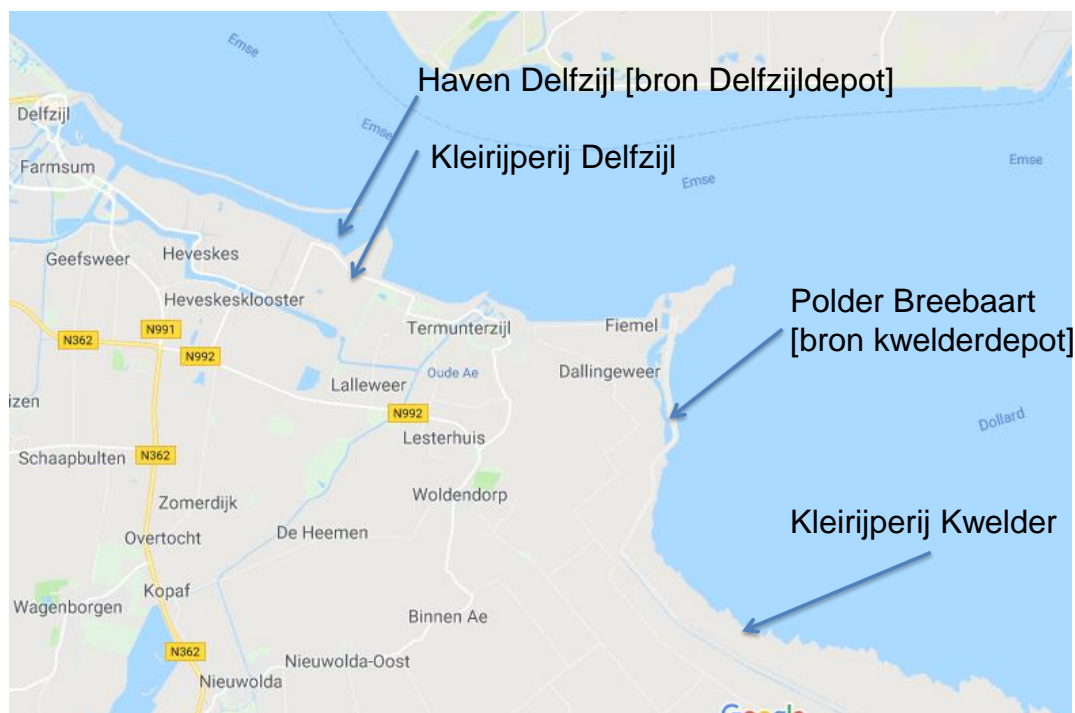 Emse
Haven Delfzijl [bron Delfzijldepot]
Delfzijl
Emse
Kleirijperij Delfzijl
Emse
Farmsum
Emse
Heveskes
Geefsweer
Heveskesklooster
Polder Breebaart
[bron kwelderdepot]
N991
Termunterzijl
Fiemel
N362
N992
Oude Ae
Dallingeweer
Lalleweer
izen
N992
Dollard
Lesterhuis
Schaapbulten
N362
Woldendorp
Zomerdijk
Kleirijperij Kwelder
Overtocht
De Heemen
Kopaf
Wagenborgen
Binnen Ae
N362
Nieuwolda-Oost
Nieuwolda
Google